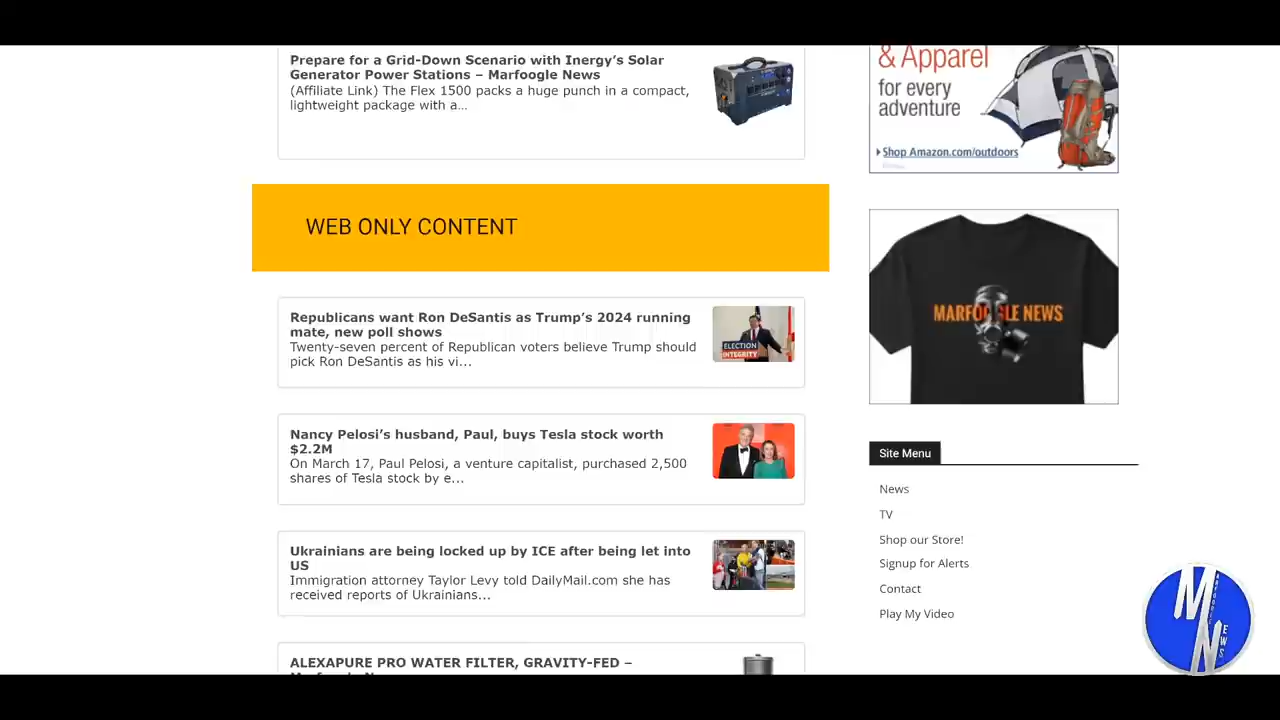 Prepare for a Grid-Down Scenario with Inergy’s Solar
Generator Power Stations – Marfoogle News
(Affiliate Link) The Flex 1500 packs a huge punch in a compact,
lightweight package with a...
WEB ONLY CONTENT
Republicans want Ron DeSantis as Trump’s 2024 running
mate, new poll shows
Twenty-seven percent of Republican voters believe Trump should
pick Ron DeSantis as his vi...
ELECTION
INTEGRITY
Nancy Pelosi’s husband, Paul, buys Tesla stock worth
$2.2M
On March 17, Paul Pelosi, a venture capitalist, purchased 2,500
shares of Tesla stock by e...
Ukrainians are being locked up by ICE after being let into
US
Immigration attorney Taylor Levy told DailyMail.com she has
received reports of Ukrainians...
ALEXAPURE PRO WATER FILTER, GRAVITY-FED –
& Apparel
for every
adventure
Shop Amazon.com/outdoors
MARFOOGLE NEWS
Site Menu
News
TV
Shop our Store!
Signup for Alerts
Contact
Play My Video